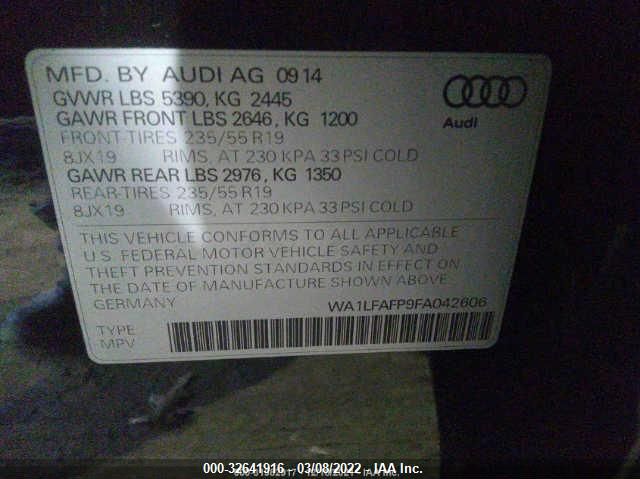 MFD. BY AUDI AG 09 14
GVWR LBS 5390, KG 2445
GAWR FRONT LBS 2646, KG 1200
FRONT-TIRES 235/55 R19
8JX19 RIMS, AT 230 KPA 33 PSI COLD
GAWR REAR LBS 2976, KG 1350
REAR-TIRES 235/55 R19
8JX19 RIMS, AT 230 KPA 33 PSI COLD
Audi
THIS VEHICLE CONFORMS TO ALL APPLICABLE
U.S. FEDERAL MOTOR VEHICLE SAFETY AND
THEFT PREVENTION STANDARDS IN EFFECT ON
THE DATE OF MANUFACTURE SHOWN ABOVE.
GERMANY WA1LFAFP9FA042606
TYPE
MPV
000-32641916 - 03/08/2022 - IAA Inc.